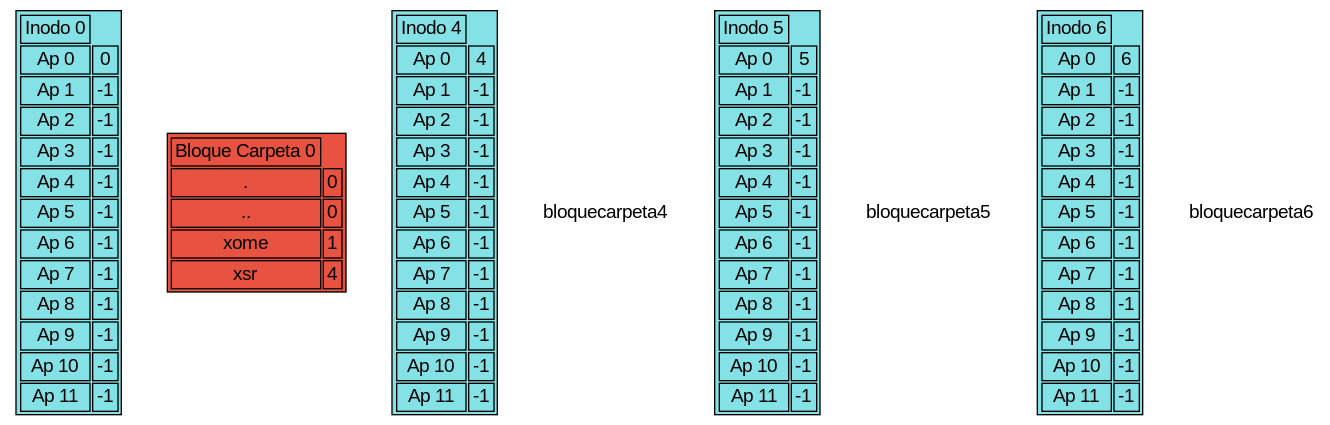 Inodo 0
Ap 0 0
Ap 1 -1
Ap 2 -1
Ap 3 -1
Ap 4 -1
Ap 5 -1
Ap 6 -1
Ap 7 -1
Ap 8 -1
Ap 9 -1
Ap 10 -1
Ap 11 -1
Bloque Carpeta 0
. 0
.. 0
xome 1
xsr 4
Inodo 4
Ap 0 4
Ap 1 -1
Ap 2 -1
Ap 3 -1
Ap 4 -1
Ap 5 -1
Ap 6 -1
Ap 7 -1
Ap 8 -1
Ap 9 -1
Ap 10 -1
Ap 11 -1
bloquecarpeta4
Inodo 5
Ap 0 5
Ap 1 -1
Ap 2 -1
Ap 3 -1
Ap 4 -1
Ap 5 -1
Ap 6 -1
Ap 7 -1
Ap 8 -1
Ap 9 -1
Ap 10 -1
Ap 11 -1
bloquecarpeta5
Inodo 6
Ap 0 6
Ap 1 -1
Ap 2 -1
Ap 3 -1
Ap 4 -1
Ap 5 -1
Ap 6 -1
Ap 7 -1
Ap 8 -1
Ap 9 -1
Ap 10 -1
Ap 11 -1
bloquecarpeta6